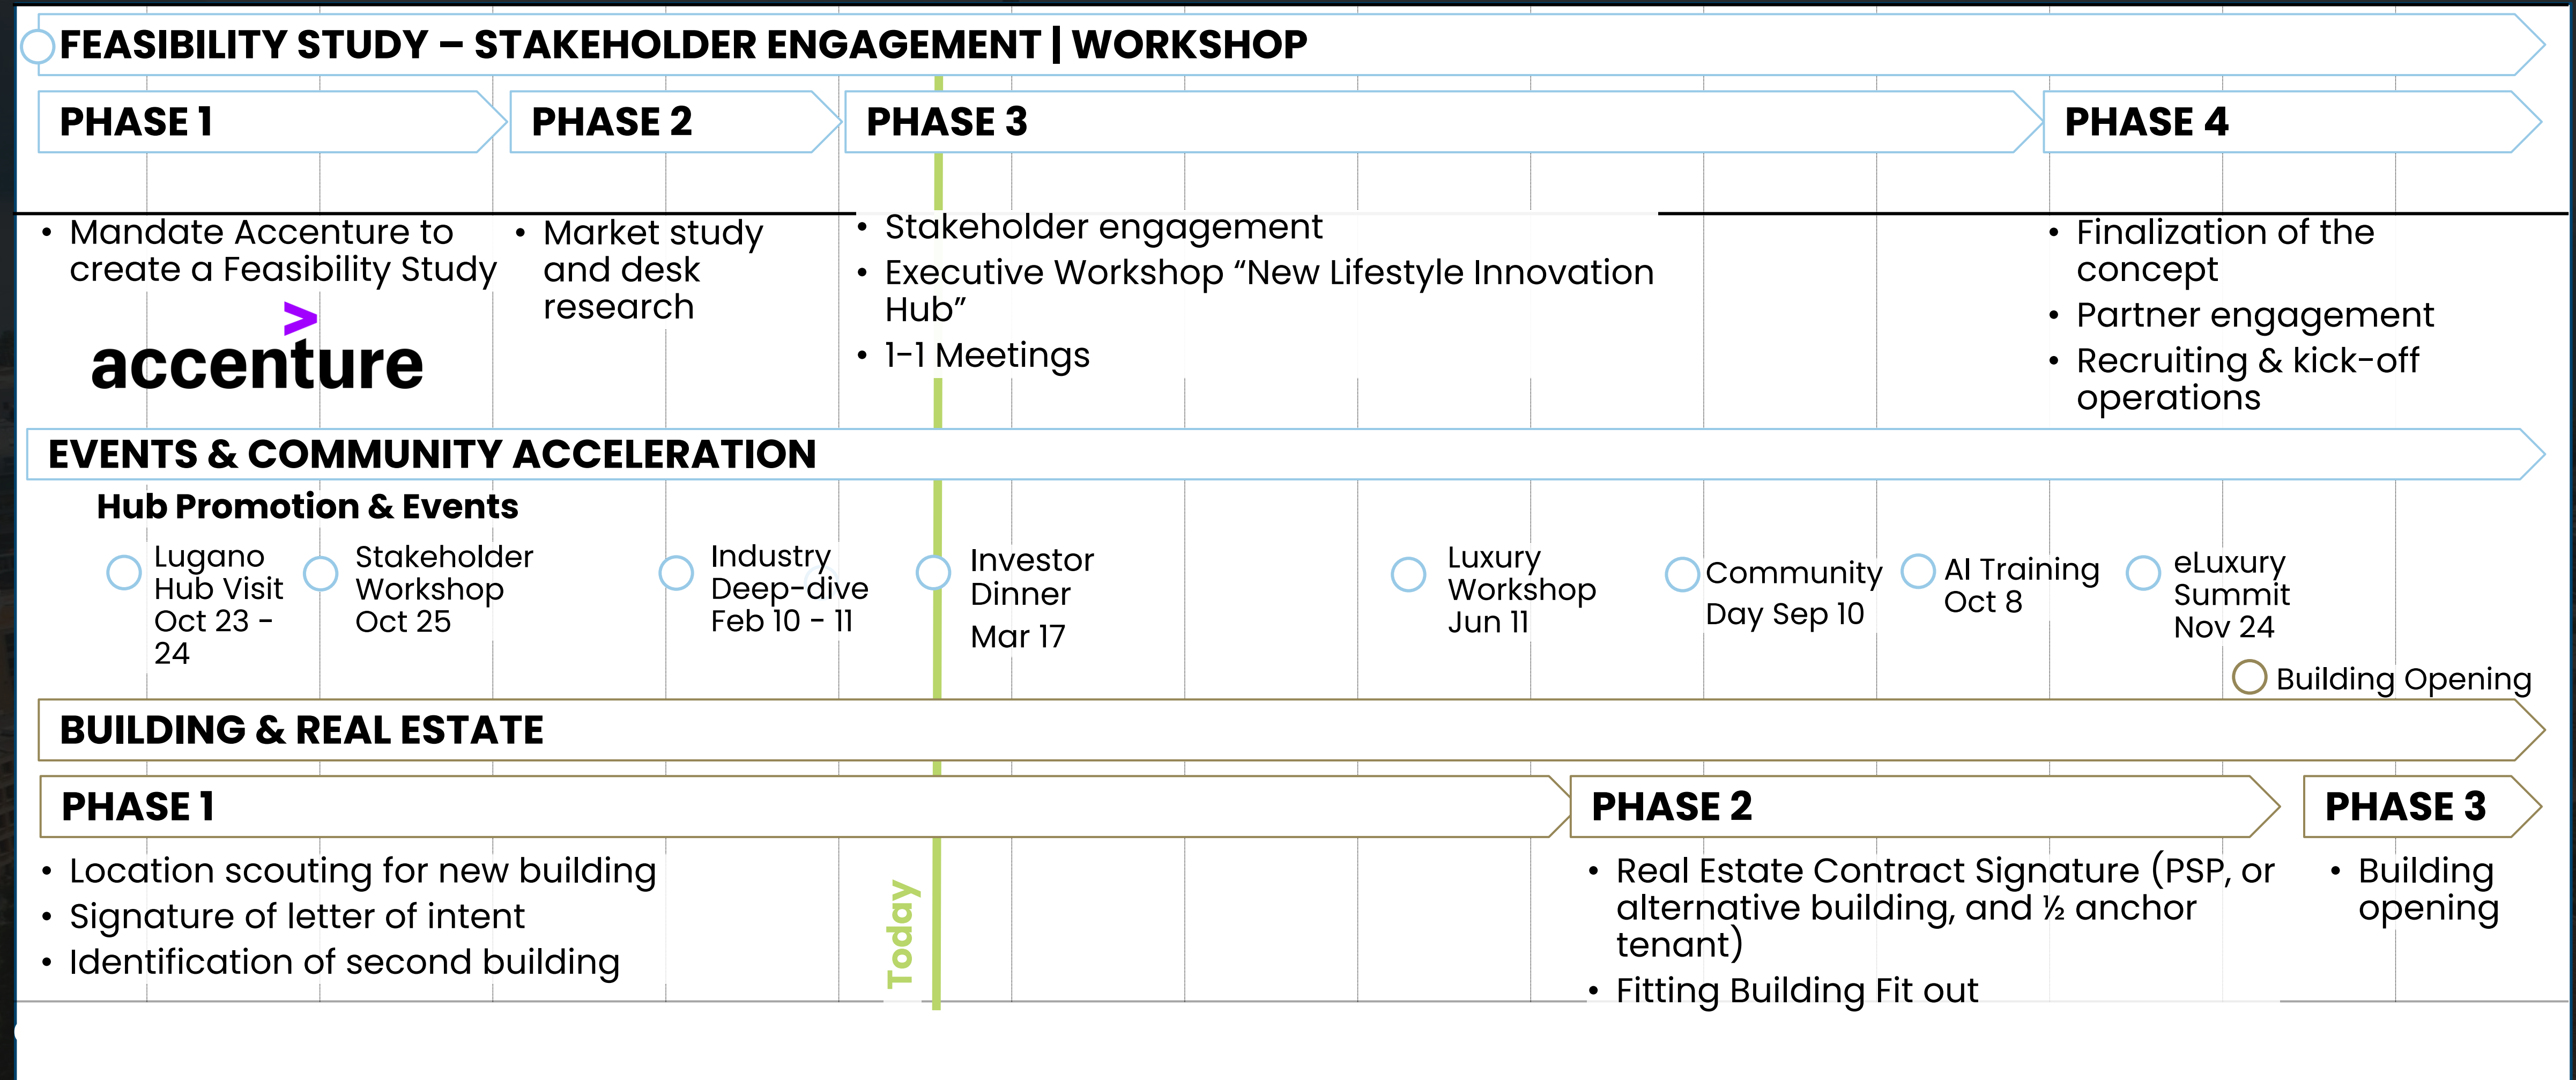 FEASIBILITY STUDY – STAKEHOLDER ENGAGEMENT | WORKSHOP
PHASE 1
PHASE 2
PHASE 3
PHASE 4
• Mandate Accenture to
create a Feasibility Study
accenture
• Market study
and desk
research
• Stakeholder engagement
• Executive Workshop “New Lifestyle Innovation
Hub”
• 1-1 Meetings
• Finalization of the
concept
• Partner engagement
• Recruiting & kick-off
operations
EVENTS & COMMUNITY ACCELERATION
Hub Promotion & Events
Lugano
Hub Visit
Oct 23 -
24
Stakeholder
Workshop
Oct 25
Industry
Deep-dive
Feb 10 - 11
Investor
Dinner
Mar 17
Luxury
Workshop
Jun 11
Community
Day Sep 10
AI Training
Oct 8
eLuxury
Summit
Nov 24
Building Opening
BUILDING & REAL ESTATE
PHASE 1
PHASE 2
PHASE 3
• Location scouting for new building
• Signature of letter of intent
• Identification of second building
Today
• Real Estate Contract Signature (PSP, or
alternative building, and ½ anchor
tenant)
• Fitting Building Fit out
• Building
opening